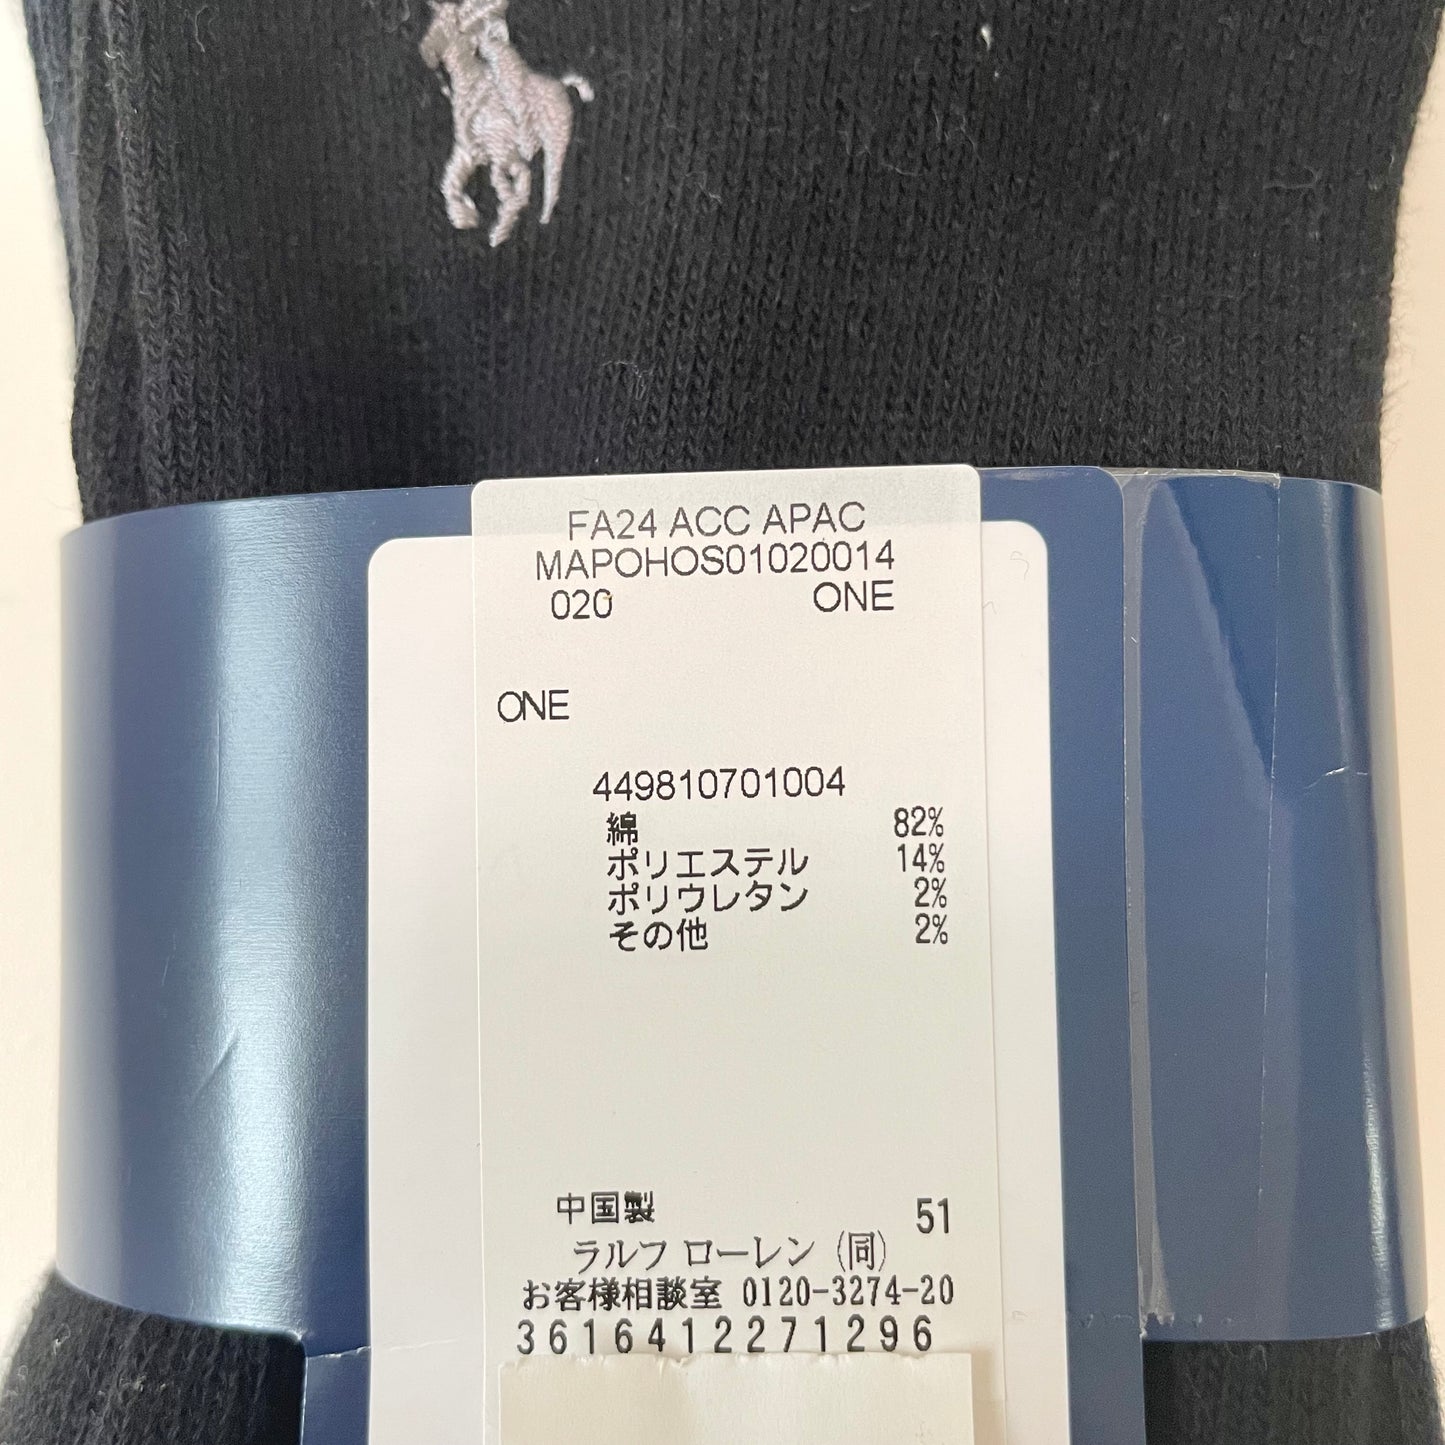 FA24 ACC APAC
MAPOHOS01020014
020 ONE
ONE
449810701004
綿 82%
ポリエステル 14%
ポリウレタン 2%
その他 2%
中国製 51
ラルフ ローレン (同)
お客様相談室 0120-3274-20
3616412271296